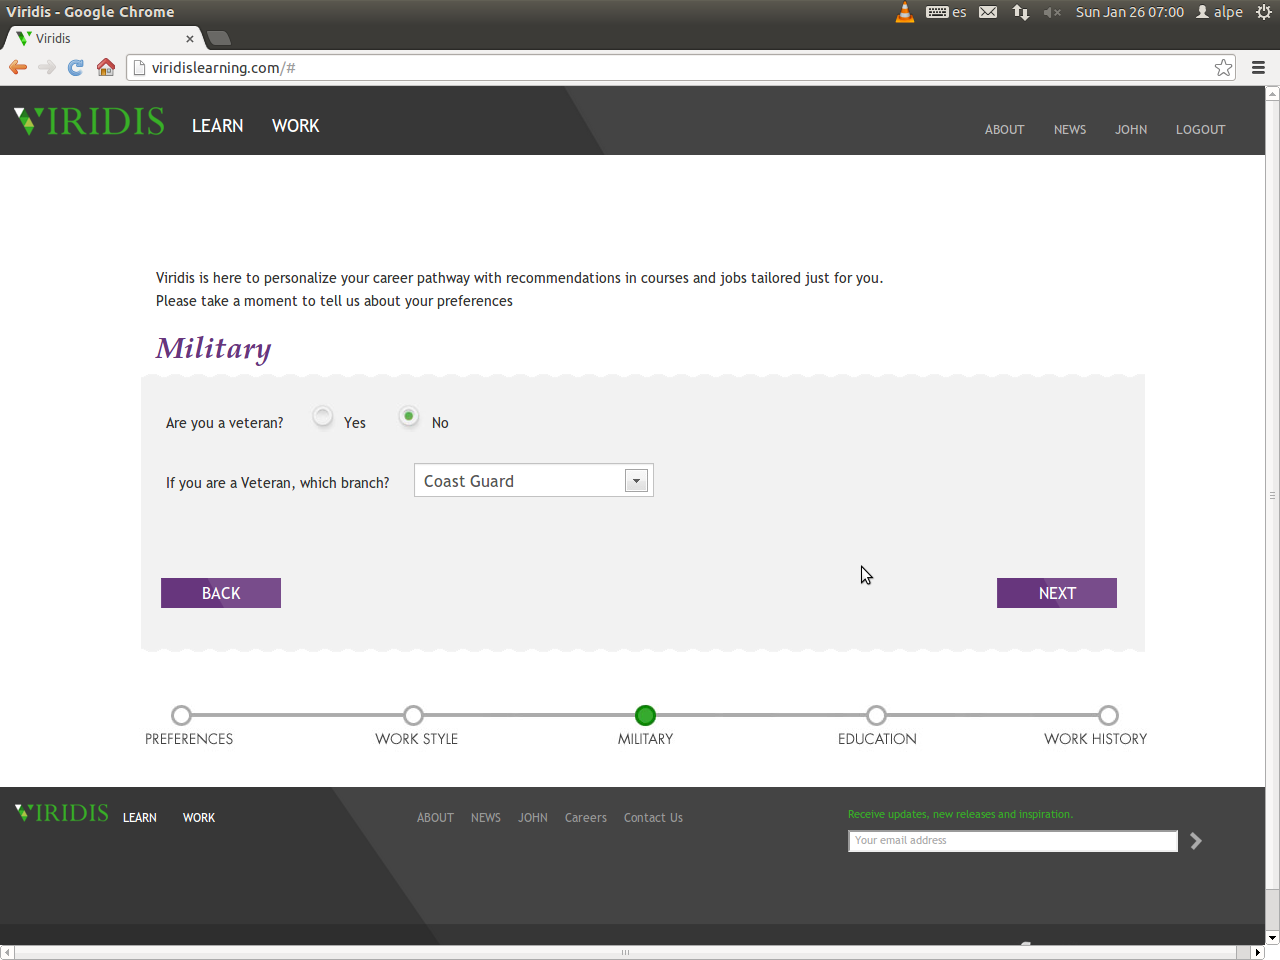 Viridis - Google Chrome
es
Sun Jan 26 07:00
alpe
Viridis
viridislearning.com/#
VIRIDIS
LEARN WORK
ABOUT NEWS JOHN LOGOUT
Viridis is here to personalize your career pathway with recommendations in courses and jobs tailored just for you.
Please take a moment to tell us about your preferences
Military
Are you a veteran? Yes No
If you are a Veteran, which branch? Coast Guard
BACK NEXT
PREFERENCES WORK STYLE MILITARY EDUCATION WORK HISTORY
VIRIDIS LEARN WORK
ABOUT NEWS JOHN Careers Contact Us
Receive updates, new releases and inspiration.
Your email address